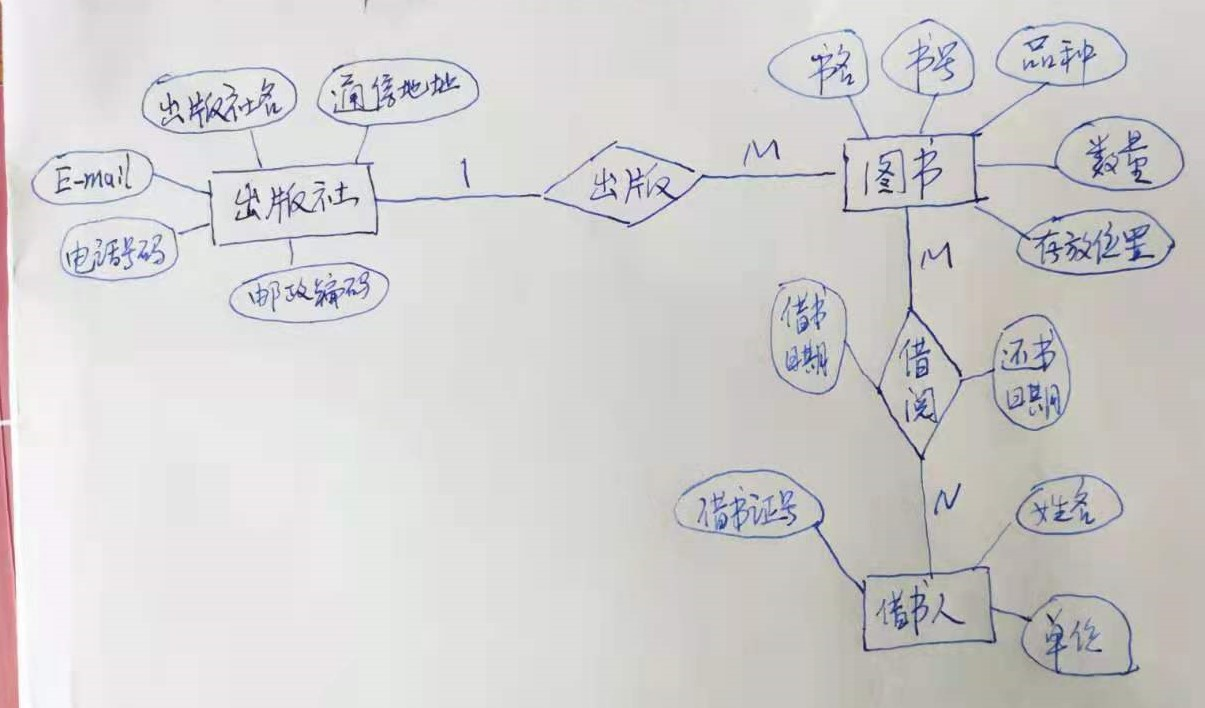 出版社名
通信地址
E-mail
出版社
电话号码
邮政编码
1
出版
M
书名
书号
品种
图书
数量
存放位置
M
借书
日期
借
阅
还书
日期
N
借书证号
姓名
借书人
单位